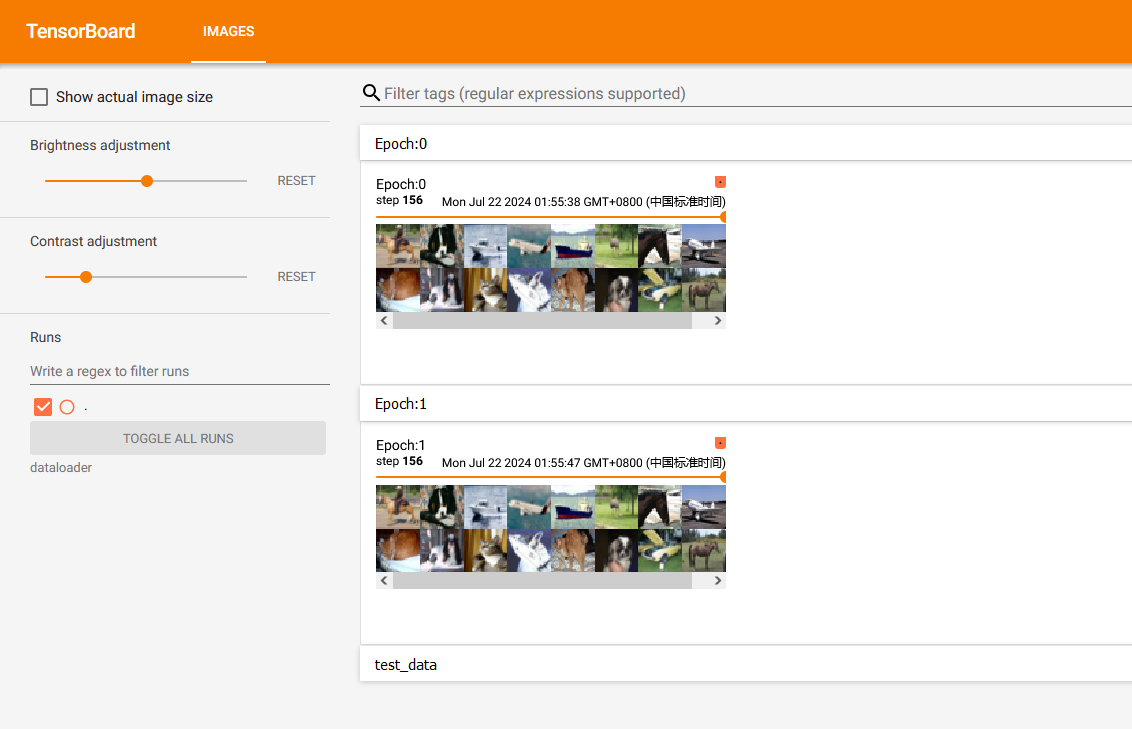 TensorBoard
IMAGES
Show actual image size
Brightness adjustment
RESET
Contrast adjustment
RESET
Runs
Write a regex to filter runs
.
TOGGLE ALL RUNS
dataloader
Filter tags (regular expressions supported)
Epoch:0
Epoch:0
step 156
Mon Jul 22 2024 01:55:38 GMT+0800 (中国标准时间)
Epoch:1
Epoch:1
step 156
Mon Jul 22 2024 01:55:47 GMT+0800 (中国标准时间)
test_data